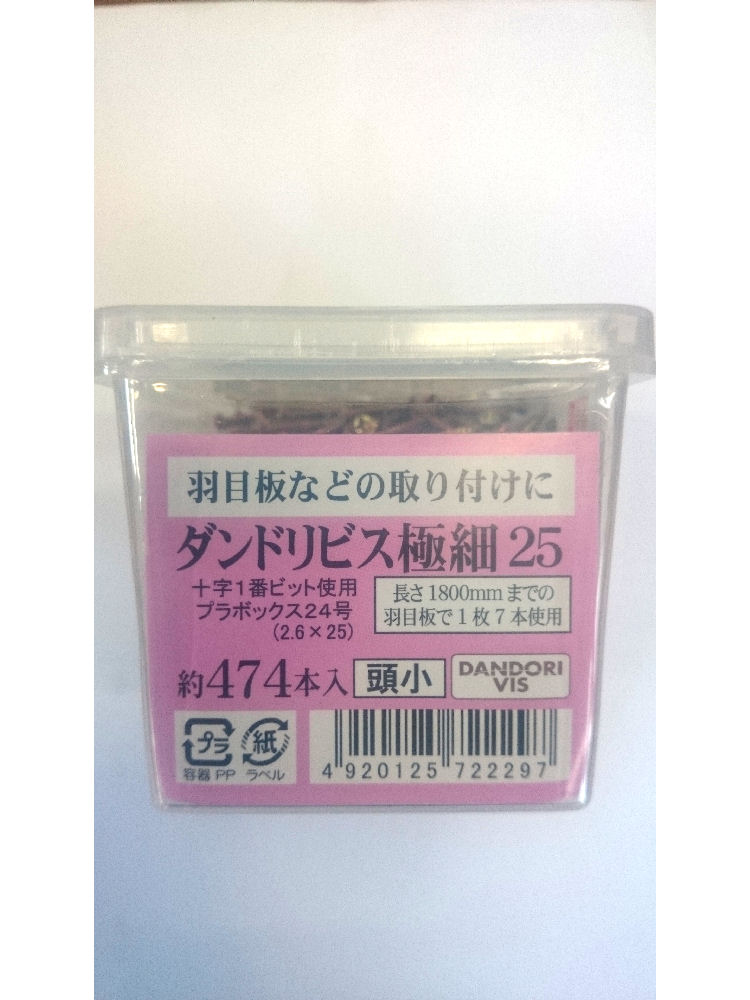 羽目板などの取り付けに
ダンドリビス極細 25
十字1番ビット使用
プラボックス24号
(2.6×25)
長さ1800mmまでの
羽目板で1枚7本使用
約474本入
頭小
DANDORI
VIS
プラ
紙
容器 PP ラベル
4 920125 722297